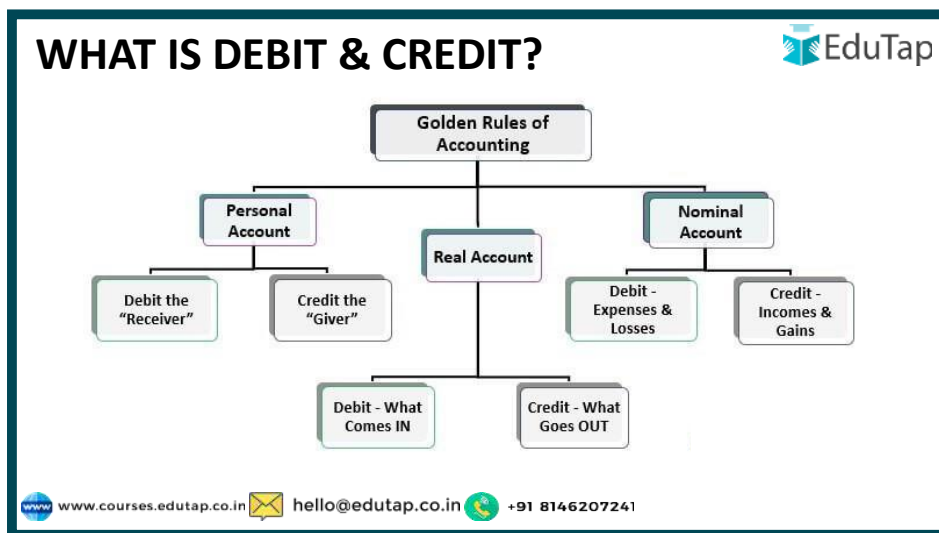 WHAT IS DEBIT & CREDIT?
EduTap
Golden Rules of
Accounting
Personal
Account
Real Account
Nominal
Account
Debit the
“Receiver”
Credit the
“Giver”
Debit -
Expenses &
Losses
Credit -
Incomes &
Gains
Debit - What
Comes IN
Credit - What
Goes OUT
www www.courses.edutap.co.in hello@edutap.co.in +91 8146207241